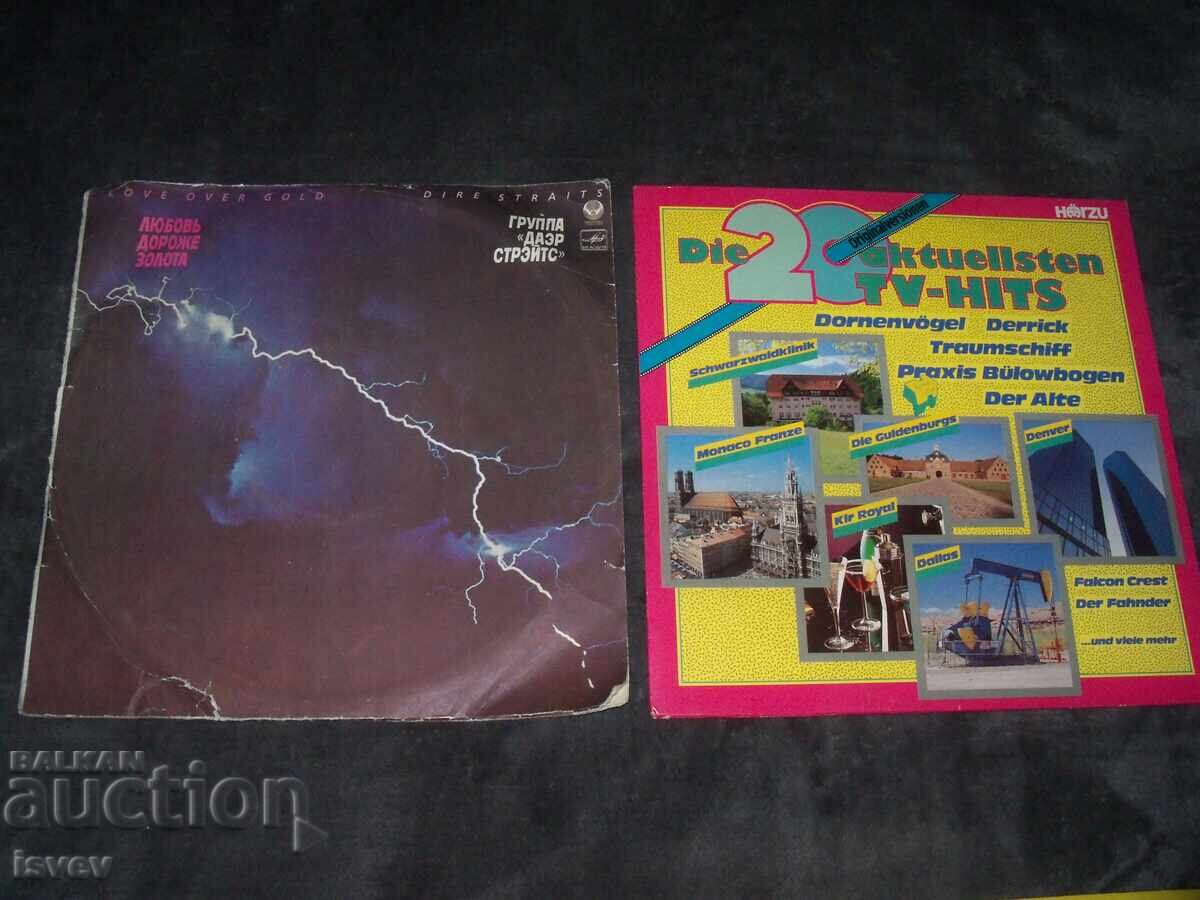 LOVE OVER GOLD DIRE STRAITS
ЛЮБОВЬ
ДОРОЖЕ
ЗОЛОТА
ГРУППА
«ДАЭР
СТРЭЙТС»
HÖRZU
Originalversionen
Die 20 aktuellsten
TV-HITS
Dornenvögel Derrick
Traumschiff
Praxis Bülowbogen
Der Alte
Schwarzwaldklinik
Monaco Franze
Die Guldenburgs
Denver
Kir Royal
Dallas
Falcon Crest
Der Fahnder
...und viele mehr
BALKAN
auction
isvev